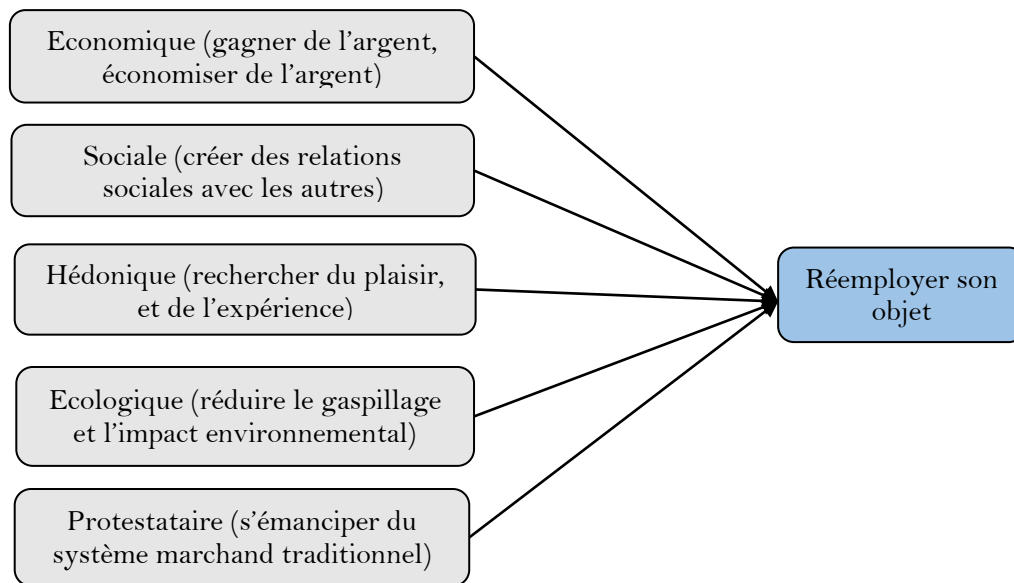 Economique (gagner de l’argent,
économiser de l’argent)
Sociale (créer des relations
sociales avec les autres)
Hédonique (rechercher du plaisir,
et de l’expérience)
Réemployer son
objet
Ecologique (réduire le gaspillage
et l’impact environnemental)
Protestataire (s’émanciper du
système marchand traditionnel)